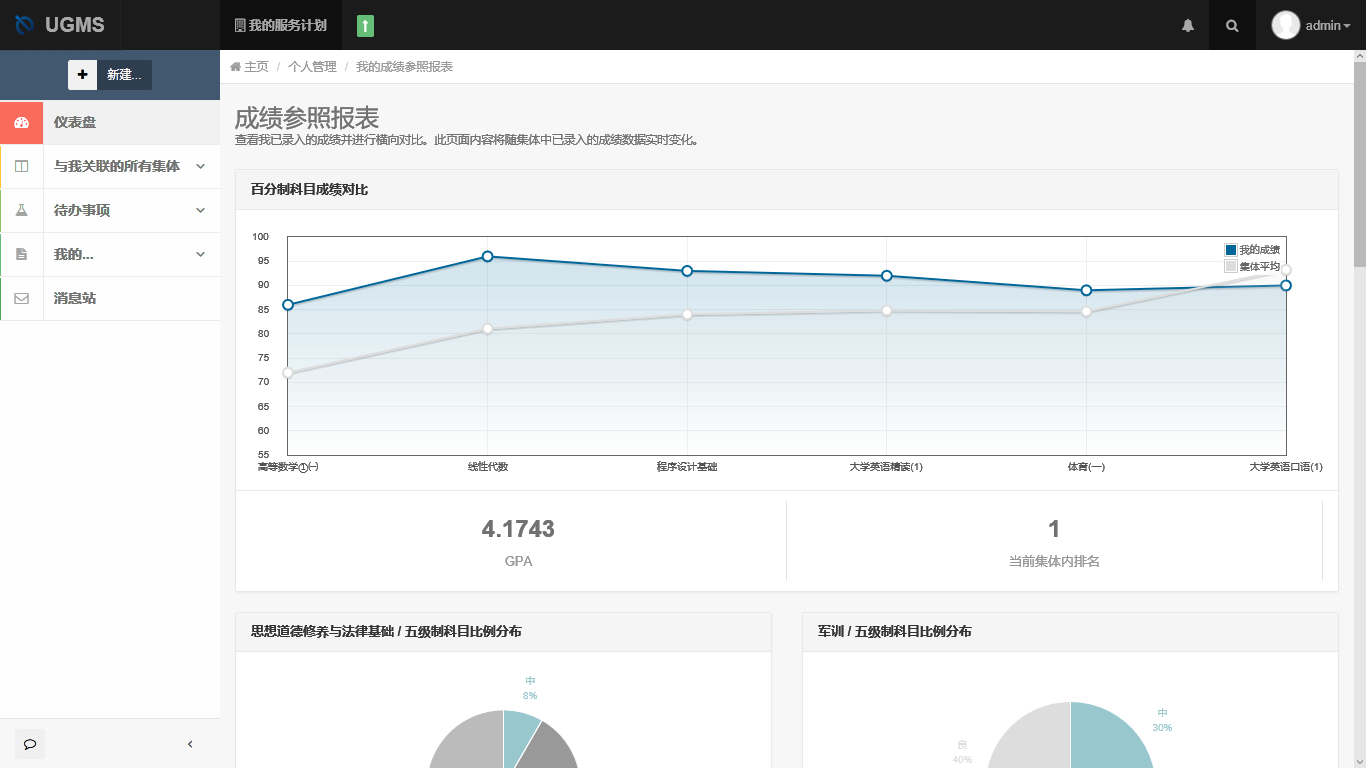 UGMS
我的服务计划
admin
新建...
主页 / 个人管理 / 我的成绩参照报表
仪表盘
与我关联的所有集体
待办事项
我的...
消息站
成绩参照报表
查看我已录入的成绩并进行横向对比。此页面内容将随集体中已录入的成绩数据实时变化。
百分制科目成绩对比
100
95
90
85
80
75
70
65
60
55
我的成绩
集体平均
高等数学①(一)
线性代数
程序设计基础
大学英语精读(1)
体育(一)
大学英语口语(1)
4.1743
GPA
1
当前集体内排名
思想道德修养与法律基础 / 五级制科目比例分布
中
8%
军训 / 五级制科目比例分布
中
30%
良
40%